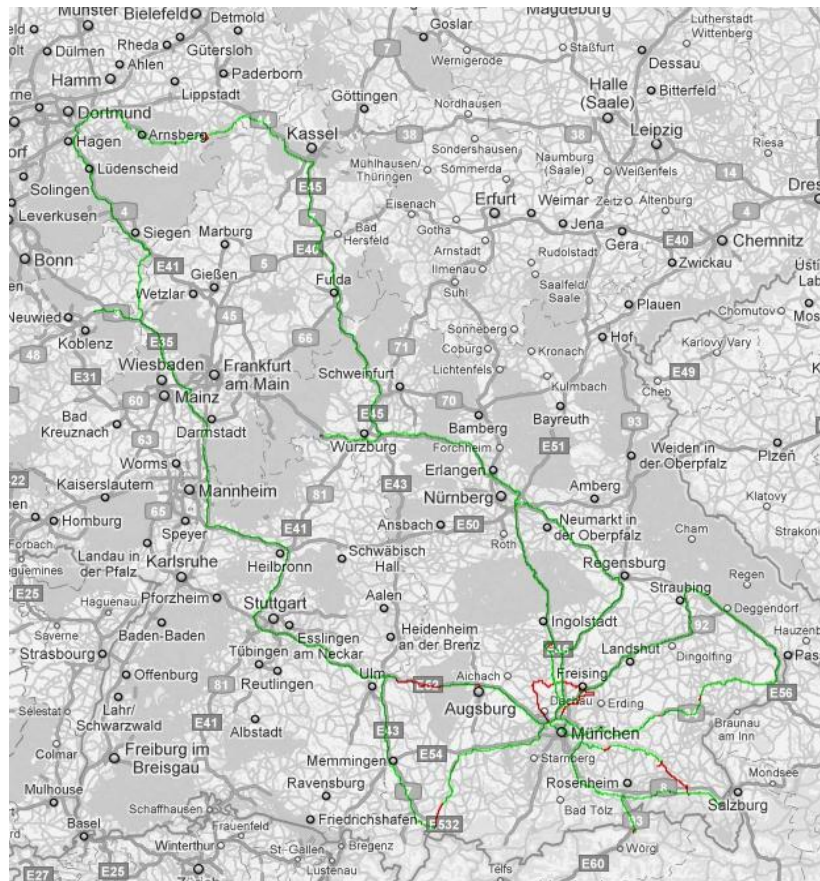 Münster
Bielefeld
Detmold
Goslar
Magdeburg
Lutherstadt
Wittenberg
Rheda
Gütersloh
Wernigerode
Staßfurt
Dülmen
Ahlen
7
Dessau
Hamm
Paderborn
Halle
(Saale)
Bitterfeld
Lippstadt
Nordhausen
Göttingen
Dortmund
Arnsberg
Kassel
38
38
Leipzig
Hagen
Sondershausen
Riesa
Lüdenscheid
Mühlhausen/
Thüringen
Sömmerda
Naumburg
(Saale)
Weißenfels
14
Solingen
E45
Leverkusen
4
Eisenach
Erfurt
Weimar
Zeitz
Altenburg
Siegen
Marburg
Bad
Hersfeld
Gotha
Jena
4
Gera
E40
Chemnitz
Bonn
E41
5
E40
Arnstadt
Rudolstadt
Zwickau
Gießen
Ilmenau
Wetzlar
Fulda
Suhl
Saalfeld/
Saale
Plauen
Chomutov
Neuwied
45
Sonneberg
Hof
Koblenz
E35
66
71
Coburg
Kronach
Karlovy Vary
48
Wiesbaden
Frankfurt
am Main
Lichtenfels
E49
E31
Schweinfurt
Kulmbach
Cheb
60
Mainz
70
Bad
Kreuznach
Darmstadt
E45
Bamberg
Bayreuth
93
63
Würzburg
Forchheim
E51
Weiden in
der Oberpfalz
Plzeň
Worms
Erlangen
22
Kaiserslautern
Mannheim
81
E43
Nürnberg
Amberg
Klatovy
Homburg
65
Speyer
E41
Ansbach
E50
Roth
Neumarkt in
der Oberpfalz
Cham
Strakoni
Forbach
Landau in
der Pfalz
Heilbronn
Schwäbisch
Hall
Karlsruhe
Regensburg
Regen
E25
Haguenau
Pforzheim
Aalen
Straubing
Deggendorf
Stuttgart
Ingolstadt
92
Saverne
Baden-Baden
Esslingen
am Neckar
Heidenheim
an der Brenz
Landshut
Hauzenb
Strasbourg
Tübingen
Aichach
Dingolfing
Offenburg
81
Reutlingen
Ulm
E52
Freising
E56
Sélestat
Lahr/
Schwarzwald
E41
Albstadt
Augsburg
Dachau
Erding
E43
München
Braunau
am Inn
Colmar
Freiburg im
Breisgau
Memmingen
E54
Starnberg
Mondsee
Ravensburg
7
Rosenheim
Mulhouse
Schaffhausen
Friedrichshafen
E532
Bad Tölz
Salzburg
Basel
Frauenfeld
Bregenz
Wörgl
Winterthur
St-Gallen
E60
E27
E25
Lustenau
Telfs